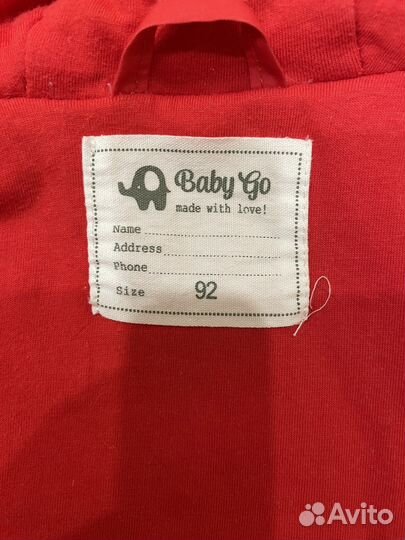 Baby Go
made with love!
Name
Address
Phone
Size 92
Avito